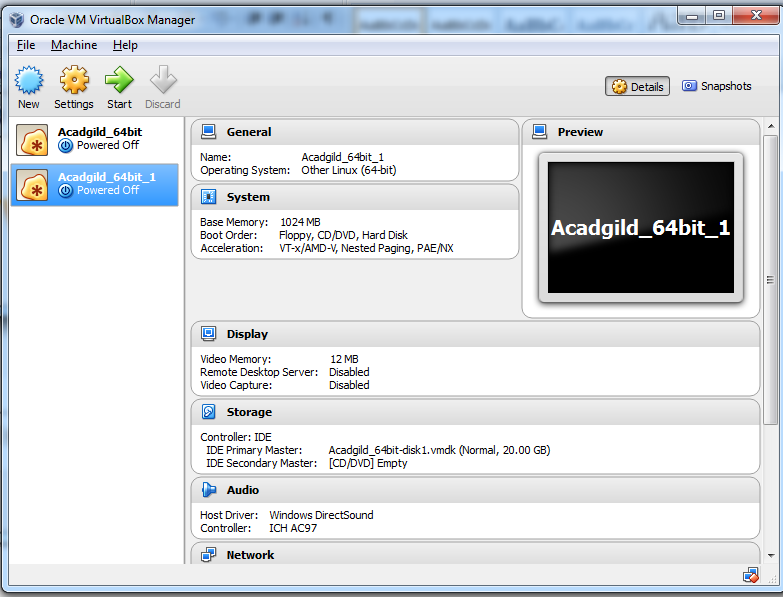 Oracle VM VirtualBox Manager
File Machine Help
New Settings Start Discard
Details Snapshots
Acadgild_64bit
Powered Off
Acadgild_64bit_1
Powered Off
General
Name: Acadgild_64bit_1
Operating System: Other Linux (64-bit)
System
Base Memory: 1024 MB
Boot Order: Floppy, CD/DVD, Hard Disk
Acceleration: VT-x/AMD-V, Nested Paging, PAE/NX
Preview
Acadgild_64bit_1
Display
Video Memory: 12 MB
Remote Desktop Server: Disabled
Video Capture: Disabled
Storage
Controller: IDE
IDE Primary Master: Acadgild_64bit-disk1.vmdk (Normal, 20.00 GB)
IDE Secondary Master: [CD/DVD] Empty
Audio
Host Driver: Windows DirectSound
Controller: ICH AC97
Network